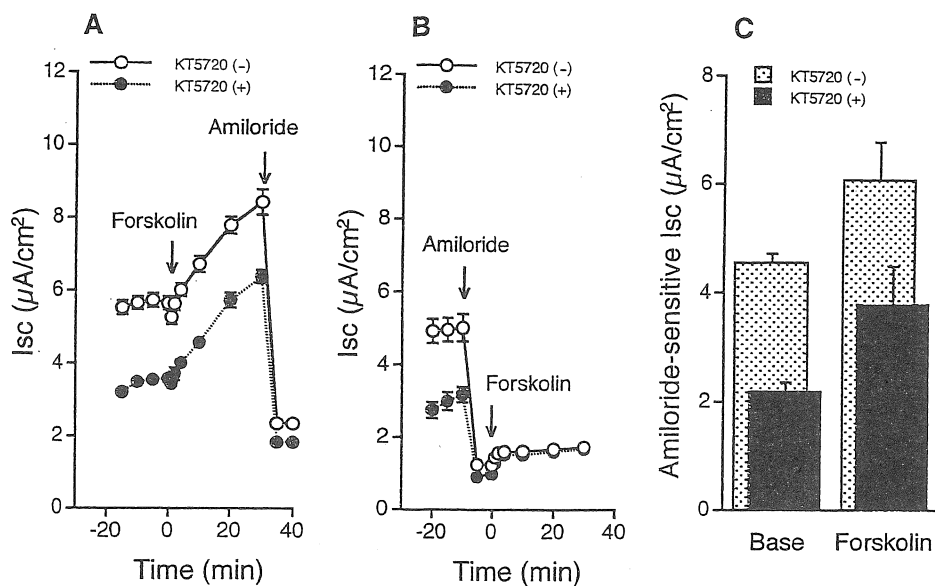 A
KT5720 (-)
KT5720 (+)
12
10
8
6
4
2
0
Isc (µA/cm²)
Forskolin
Amiloride
-20
0
20
40
Time (min)
B
KT5720 (-)
KT5720 (+)
12
10
8
6
4
2
0
Isc (µA/cm²)
Amiloride
Forskolin
-20
0
20
40
Time (min)
C
KT5720 (-)
KT5720 (+)
8
6
4
2
0
Amiloride-sensitive Isc (µA/cm²)
Base
Forskolin